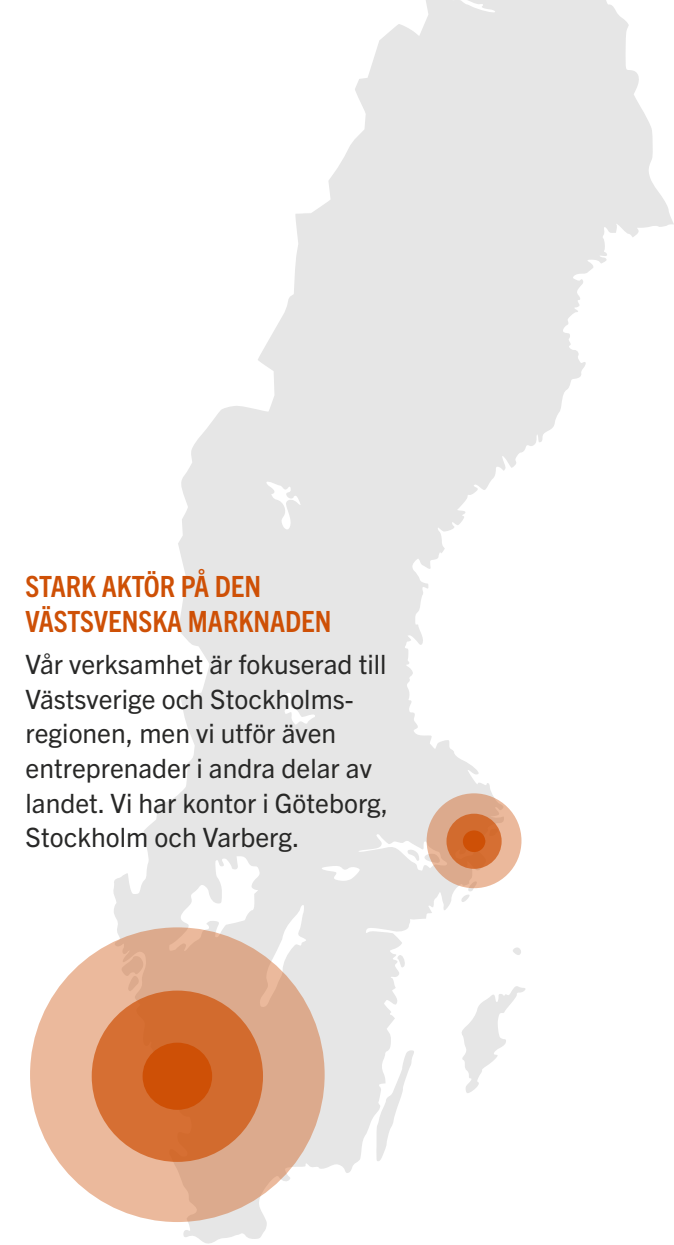 STARK AKTÖR PÅ DEN
VÄSTSVENSKA MARKNADEN
Vår verksamhet är fokuserad till
Västsverige och Stockholms-
regionen, men vi utför även
entreprenader i andra delar av
landet. Vi har kontor i Göteborg,
Stockholm och Varberg.